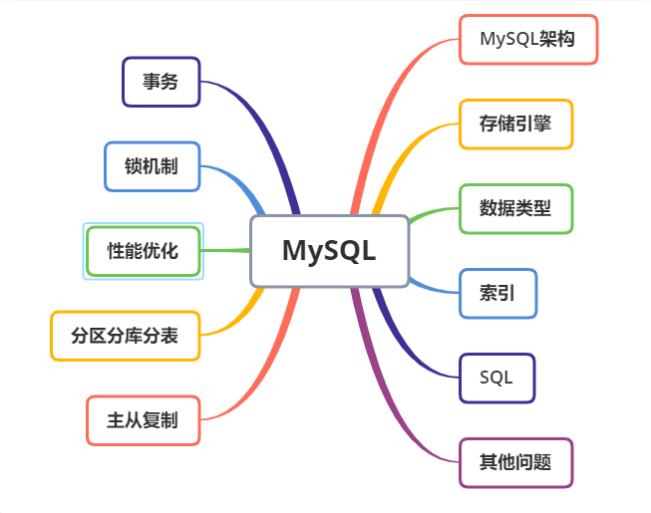 MySQL架构
事务
存储引擎
锁机制
数据类型
性能优化
MySQL
索引
分区分库分表
SQL
主从复制
其他问题